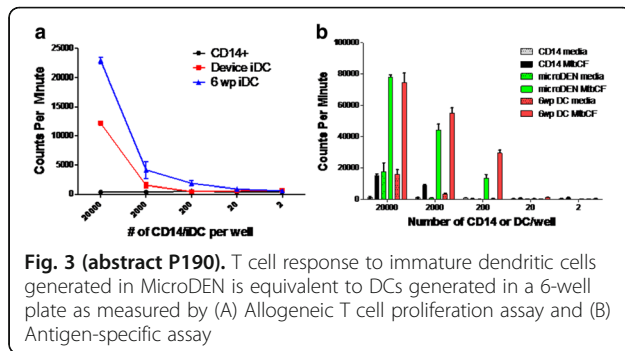 a
CD14+
Device iDC
6 wp iDC
Counts Per Minute
25000
20000
15000
10000
5000
0
20000
2000
200
20
2
# of CD14/iDC per well
b
CD14 media
CD14 MtbCF
microDEN media
microDEN MtbCF
6wp DC media
6wp DC MtbCF
Counts Per Minute
100000
80000
60000
40000
20000
0
20000
2000
200
20
2
Number of CD14 or DC/well
Fig. 3 (abstract P190). T cell response to immature dendritic cells
generated in MicroDEN is equivalent to DCs generated in a 6-well
plate as measured by (A) Allogeneic T cell proliferation assay and (B)
Antigen-specific assay